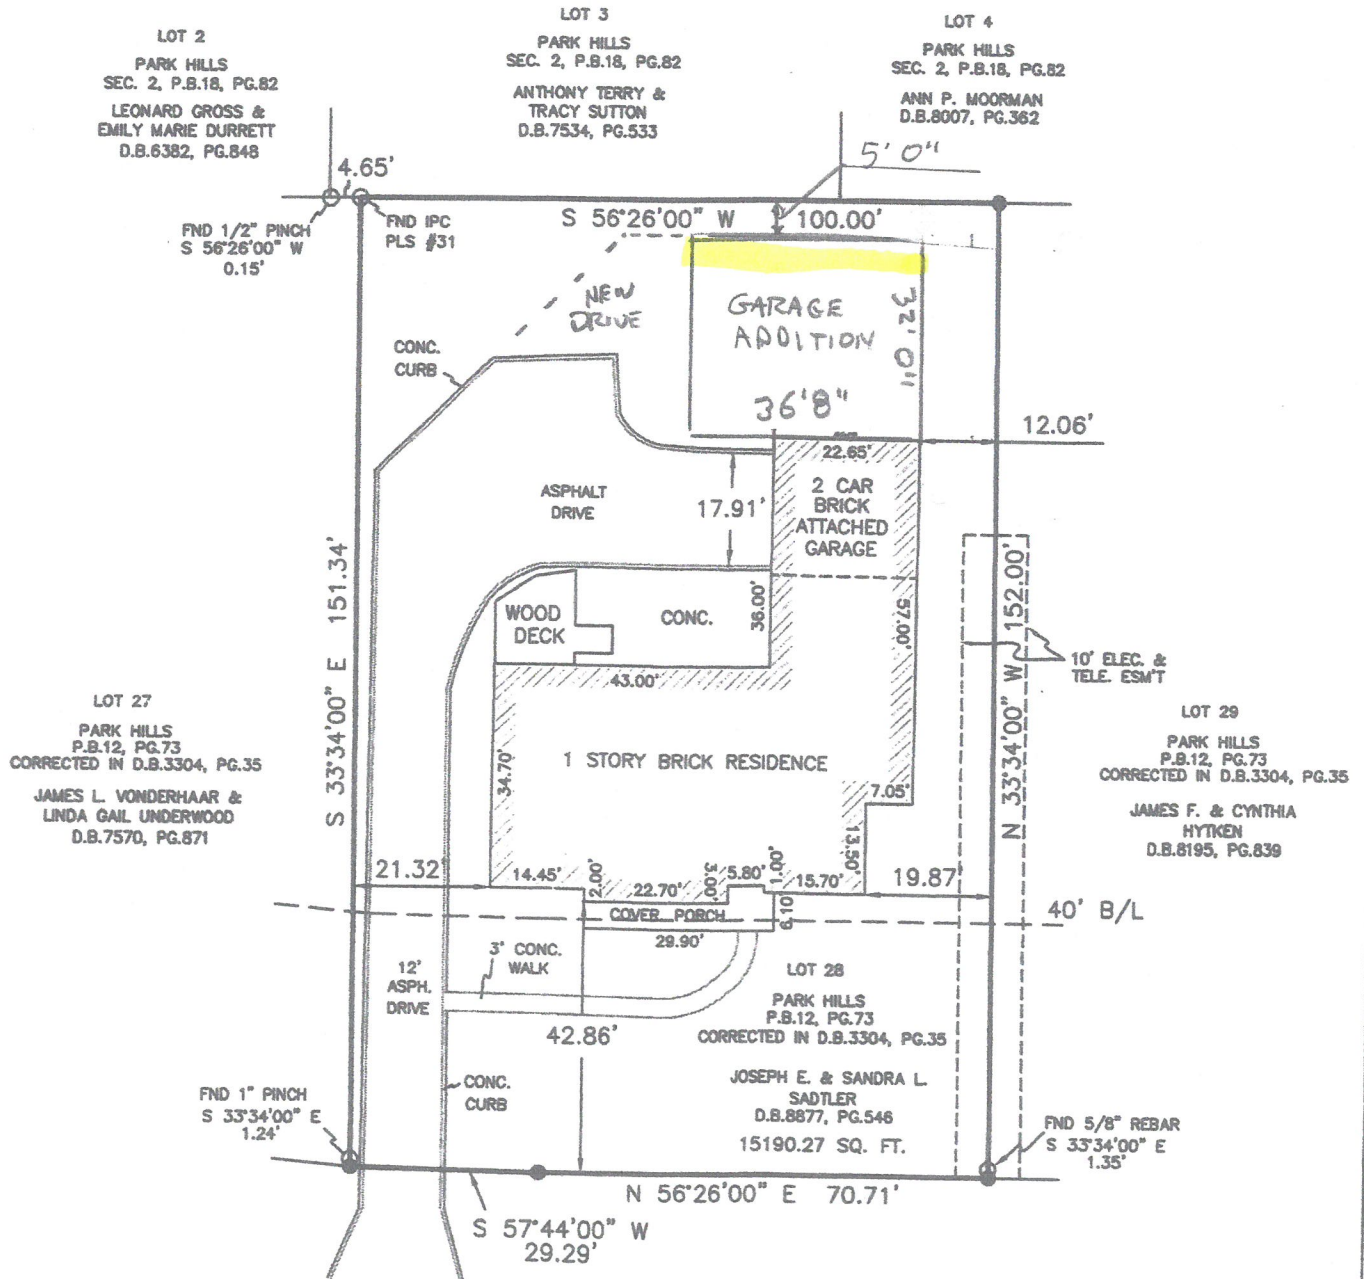 LOT 2
PARK HILLS
SEC. 2, P.B.18, PG.82
LEONARD GROSS &
EMILY MARIE DURRETT
D.B.6382, PG.848
LOT 3
PARK HILLS
SEC. 2, P.B.18, PG.82
ANTHONY TERRY &
TRACY SUTTON
D.B.7534, PG.533
LOT 4
PARK HILLS
SEC. 2, P.B.18, PG.82
ANN P. MOORMAN
D.B.8007, PG.362
5' 0"
4.65'
FND 1/2" PINCH
S 56°26'00" W
0.15'
FND IPC
PLS #31
S 56°26'00" W 100.00'
NEW
DRIVE
GARAGE
ADDITION
32' 0"
36'8"
CONC.
CURB
12.06'
22.65'
2 CAR
BRICK
ATTACHED
GARAGE
ASPHALT
DRIVE
17.91'
S 33°34'00" E 151.34'
WOOD
DECK
CONC.
36.00'
57.00'
N 33°34'00" W 152.00'
10' ELEC. &
TELE. ESM'T
43.00'
LOT 27
PARK HILLS
P.B.12, PG.73
CORRECTED IN D.B.3304, PG.35
JAMES L. VONDERHAAR &
LINDA GAIL UNDERWOOD
D.B.7570, PG.871
34.70'
1 STORY BRICK RESIDENCE
7.05'
13.50'
LOT 29
PARK HILLS
P.B.12, PG.73
CORRECTED IN D.B.3304, PG.35
JAMES F. & CYNTHIA
HYTKEN
D.B.8195, PG.839
21.32'
14.45'
2.00'
22.70'
3.00'
5.80'
1.00'
15.70'
19.87'
COVER PORCH
6.10'
29.90'
40' B/L
3' CONC.
WALK
12'
ASPH.
DRIVE
42.86'
LOT 28
PARK HILLS
P.B.12, PG.73
CORRECTED IN D.B.3304, PG.35
JOSEPH E. & SANDRA L.
SADTLER
D.B.8877, PG.546
15190.27 SQ. FT.
CONC.
CURB
FND 1" PINCH
S 33°34'00" E
1.24'
FND 5/8" REBAR
S 33°34'00" E
1.35'
N 56°26'00" E 70.71'
S 57°44'00" W
29.29'